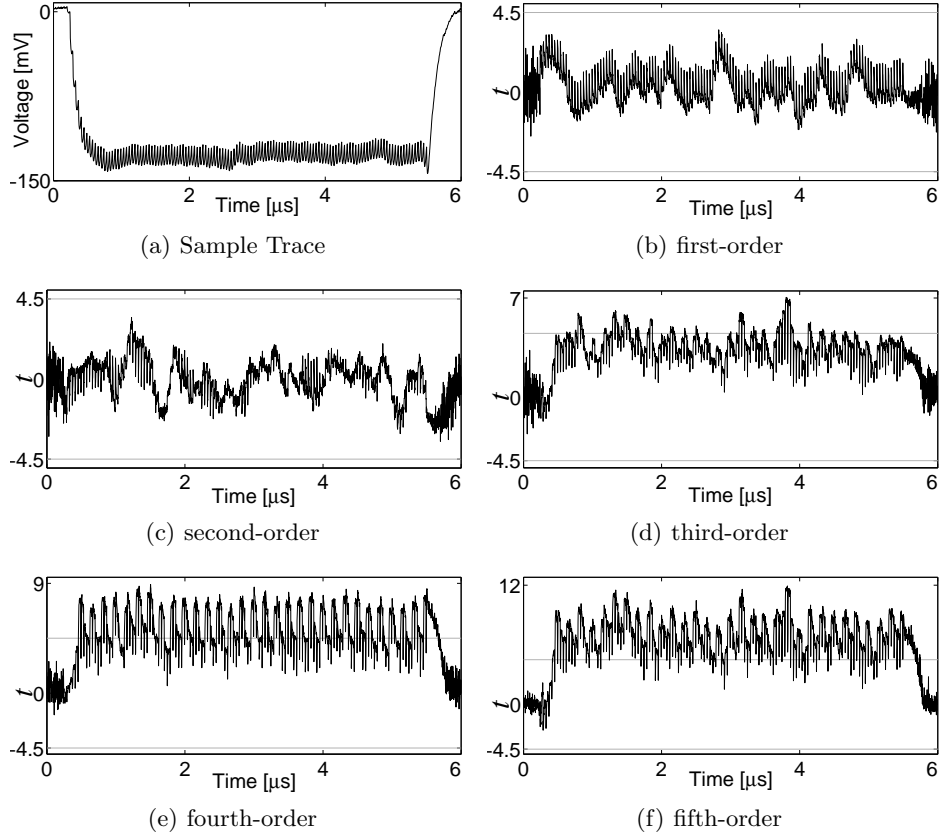 0
Voltage [mV]
-150
0
2
4
6
Time [μs]
(a) Sample Trace
4.5
t
0
-4.5
0
2
4
6
Time [μs]
(b) first-order
4.5
t
0
-4.5
0
2
4
6
Time [μs]
(c) second-order
7
t
0
-4.5
0
2
4
6
Time [μs]
(d) third-order
9
t
0
-4.5
0
2
4
6
Time [μs]
(e) fourth-order
12
t
0
-4.5
0
2
4
6
Time [μs]
(f) fifth-order